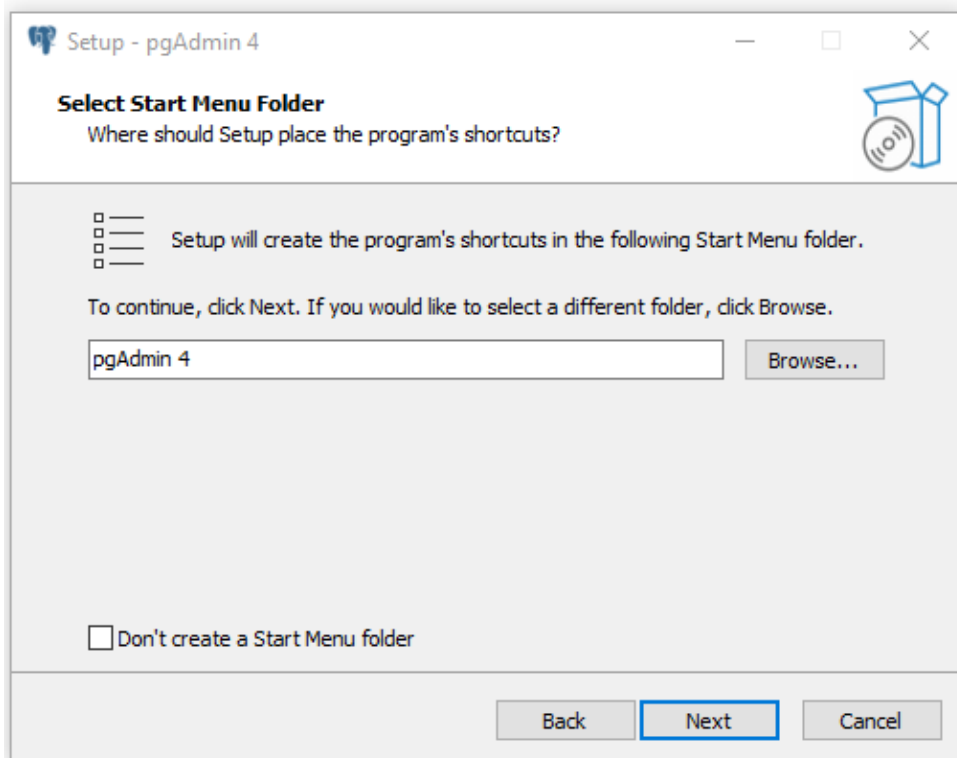 Setup - pgAdmin 4
Select Start Menu Folder
Where should Setup place the program's shortcuts?
Setup will create the program's shortcuts in the following Start Menu folder.
To continue, click Next. If you would like to select a different folder, click Browse.
pgAdmin 4
Browse...
Don't create a Start Menu folder
Back
Next
Cancel